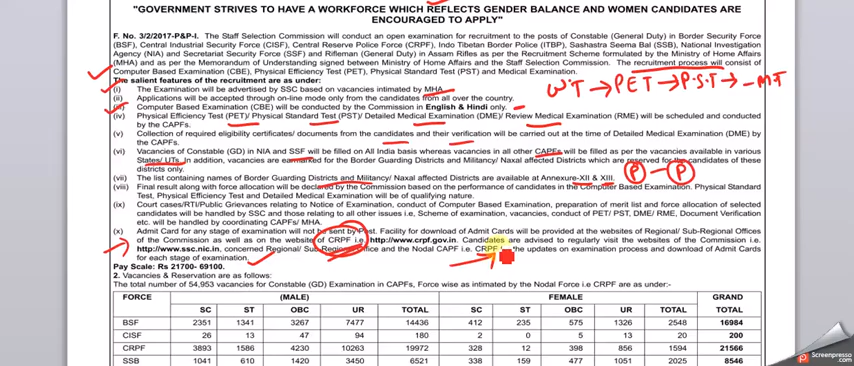 "GOVERNMENT STRIVES TO HAVE A WORKFORCE WHICH REFLECTS GENDER BALANCE AND WOMEN CANDIDATES ARE
ENCOURAGED TO APPLY"
F. No. 3/2/2017-P&P-I. The Staff Selection Commission will conduct an open examination for recruitment to the posts of Constable (General Duty) in Border Security Force
(BSF), Central Industrial Security Force (CISF), Central Reserve Police Force (CRPF), Indo Tibetan Border Police (ITBP), Sashastra Seema Bal (SSB), National Investigation
Agency (NIA) and Secretariat Security Force (SSF) and Rifleman (General Duty) in Assam Rifles as per the Recruitment Scheme formulated by the Ministry of Home Affairs
(MHA) and as per the Memorandum of Understanding signed between Ministry of Home Affairs and the Staff Selection Commission. The recruitment process will consist of
Computer Based Examination (CBE), Physical Efficiency Test (PET), Physical Standard Test (PST) and Medical Examination.
The salient features of the recruitment are as under:
(i) The Examination will be advertised by SSC based on vacancies intimated by MHA.
W.T → PET → P.S.T → M.T
(ii) Applications will be accepted through on-line mode only from the candidates from all over the country.
(iii) Computer Based Examination (CBE) will be conducted by the Commission in English & Hindi only.
(iv) Physical Efficiency Test (PET)/ Physical Standard Test (PST)/ Detailed Medical Examination (DME)/ Review Medical Examination (RME) will be scheduled and conducted
by the CAPFs.
(v) Collection of required eligibility certificates/ documents from the candidates and their verification will be carried out at the time of Detailed Medical Examination (DME) by
the CAPFs.
(vi) Vacancies of Constable (GD) in NIA and SSF will be filled on All India basis whereas vacancies in all other CAPFs will be filled as per the vacancies available in various
States/ UTs. In addition, vacancies are earmarked for the Border Guarding Districts and Militancy/ Naxal affected Districts which are reserved for the candidates of these
districts only.
P — P
(vii) The list containing names of Border Guarding Districts and Militancy/ Naxal affected Districts are available at Annexure-XII & XIII.
(viii) Final result along with force allocation will be declared by the Commission based on the performance of candidates in the Computer Based Examination. Physical Standard
Test, Physical Efficiency Test and Detailed Medical Examination will be of qualifying nature.
(ix) Court cases/RTI/Public Grievances relating to Notice of Examination, conduct of Computer Based Examination, preparation of merit list and force allocation of selected
candidates will be handled by SSC and those relating to all other issues i.e., Scheme of examination, vacancies, conduct of PET/ PST, DME/ RME, Document Verification
etc. will be handled by coordinating CAPFs/ MHA.
(x) Admit Card for any stage of examination will not be sent by Post. Facility for download of Admit Cards will be provided at the websites of Regional/ Sub-Regional Offices
of the Commission as well as on the website of CRPF i.e. http://www.crpf.gov.in. Candidates are advised to regularly visit the websites of the Commission i.e.
http://www.ssc.nic.in, concerned Regional/ Sub-Regional Office and the Nodal CAPF i.e. CRPF the updates on examination process and download of Admit Cards
for each stage of examination.
Pay Scale: Rs 21700- 69100.
2. Vacancies & Reservation are as follows:
The total number of 54,953 vacancies for Constable (GD) Examination in CAPFs, Force wise as intimated by the Nodal Force i.e CRPF are as under:-
FORCE (MALE) FEMALE GRAND
SC ST OBC UR TOTAL SC ST OBC UR TOTAL TOTAL
BSF 2351 1341 3267 7477 14436 412 235 575 1326 2548 16984
CISF 26 13 47 94 180 2 0 5 13 20 200
CRPF 3893 1586 4230 10263 19972 328 12 398 856 1594 21566
SSB 1041 610 1420 3450 6521 338 159 477 1051 2025 8546
Screenpresso
.com